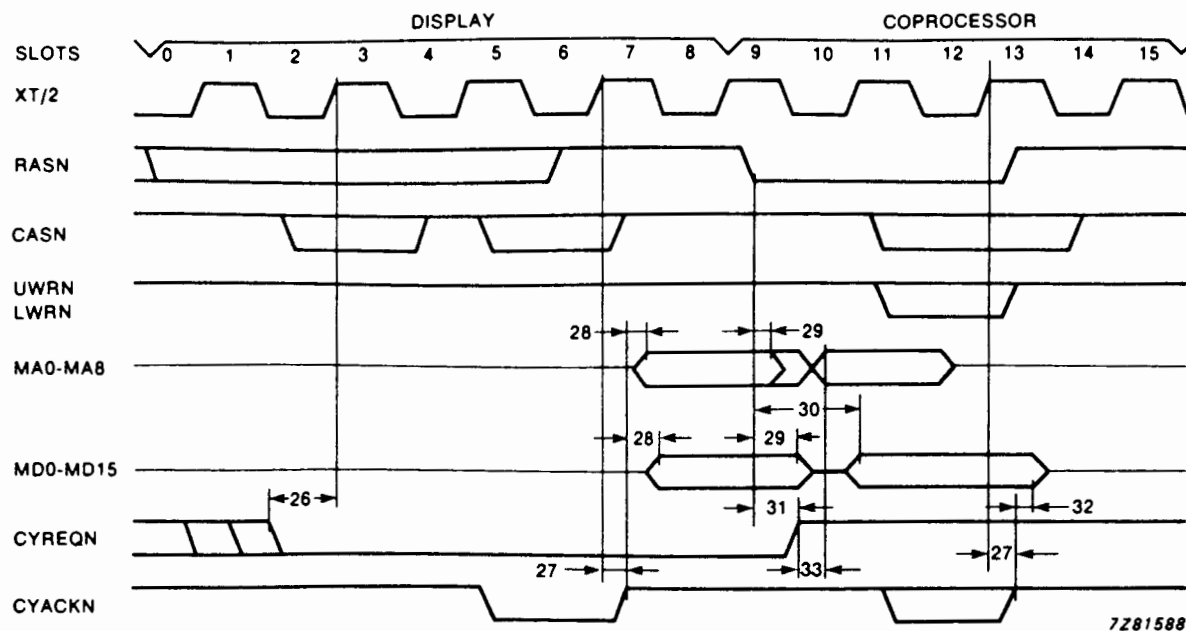 DISPLAY COPROCESSOR
SLOTS 0 1 2 3 4 5 6 7 8 9 10 11 12 13 14 15
XT/2
RASN
CASN
UWRN
LWRN
28 29
MA0-MA8
30
28 29
MD0-MD15
26 31 32
CYREQN
27 33 27
CYACKN
7Z81588